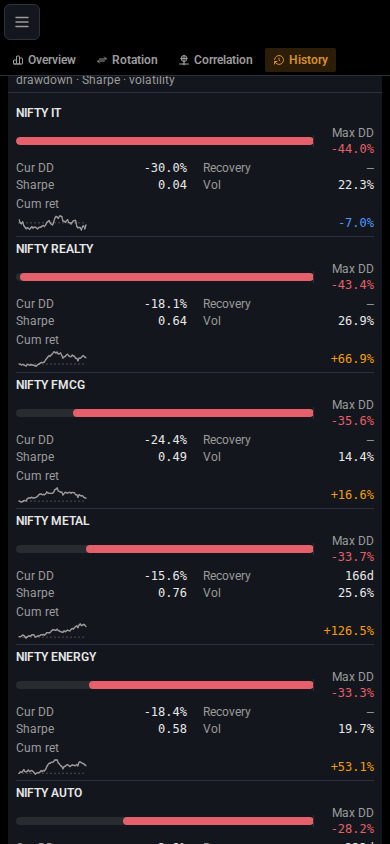 Overview Rotation Correlation History
drawdown · Sharpe · volatility
NIFTY IT
Max DD
-44.0%
Cur DD -30.0% Recovery —
Sharpe 0.04 Vol 22.3%
Cum ret
-7.0%
NIFTY REALTY
Max DD
-43.4%
Cur DD -18.1% Recovery —
Sharpe 0.64 Vol 26.9%
Cum ret
+66.9%
NIFTY FMCG
Max DD
-35.6%
Cur DD -24.4% Recovery —
Sharpe 0.49 Vol 14.4%
Cum ret
+16.6%
NIFTY METAL
Max DD
-33.7%
Cur DD -15.6% Recovery 166d
Sharpe 0.76 Vol 25.6%
Cum ret
+126.5%
NIFTY ENERGY
Max DD
-33.3%
Cur DD -18.4% Recovery —
Sharpe 0.58 Vol 19.7%
Cum ret
+53.1%
NIFTY AUTO
Max DD
-28.2%